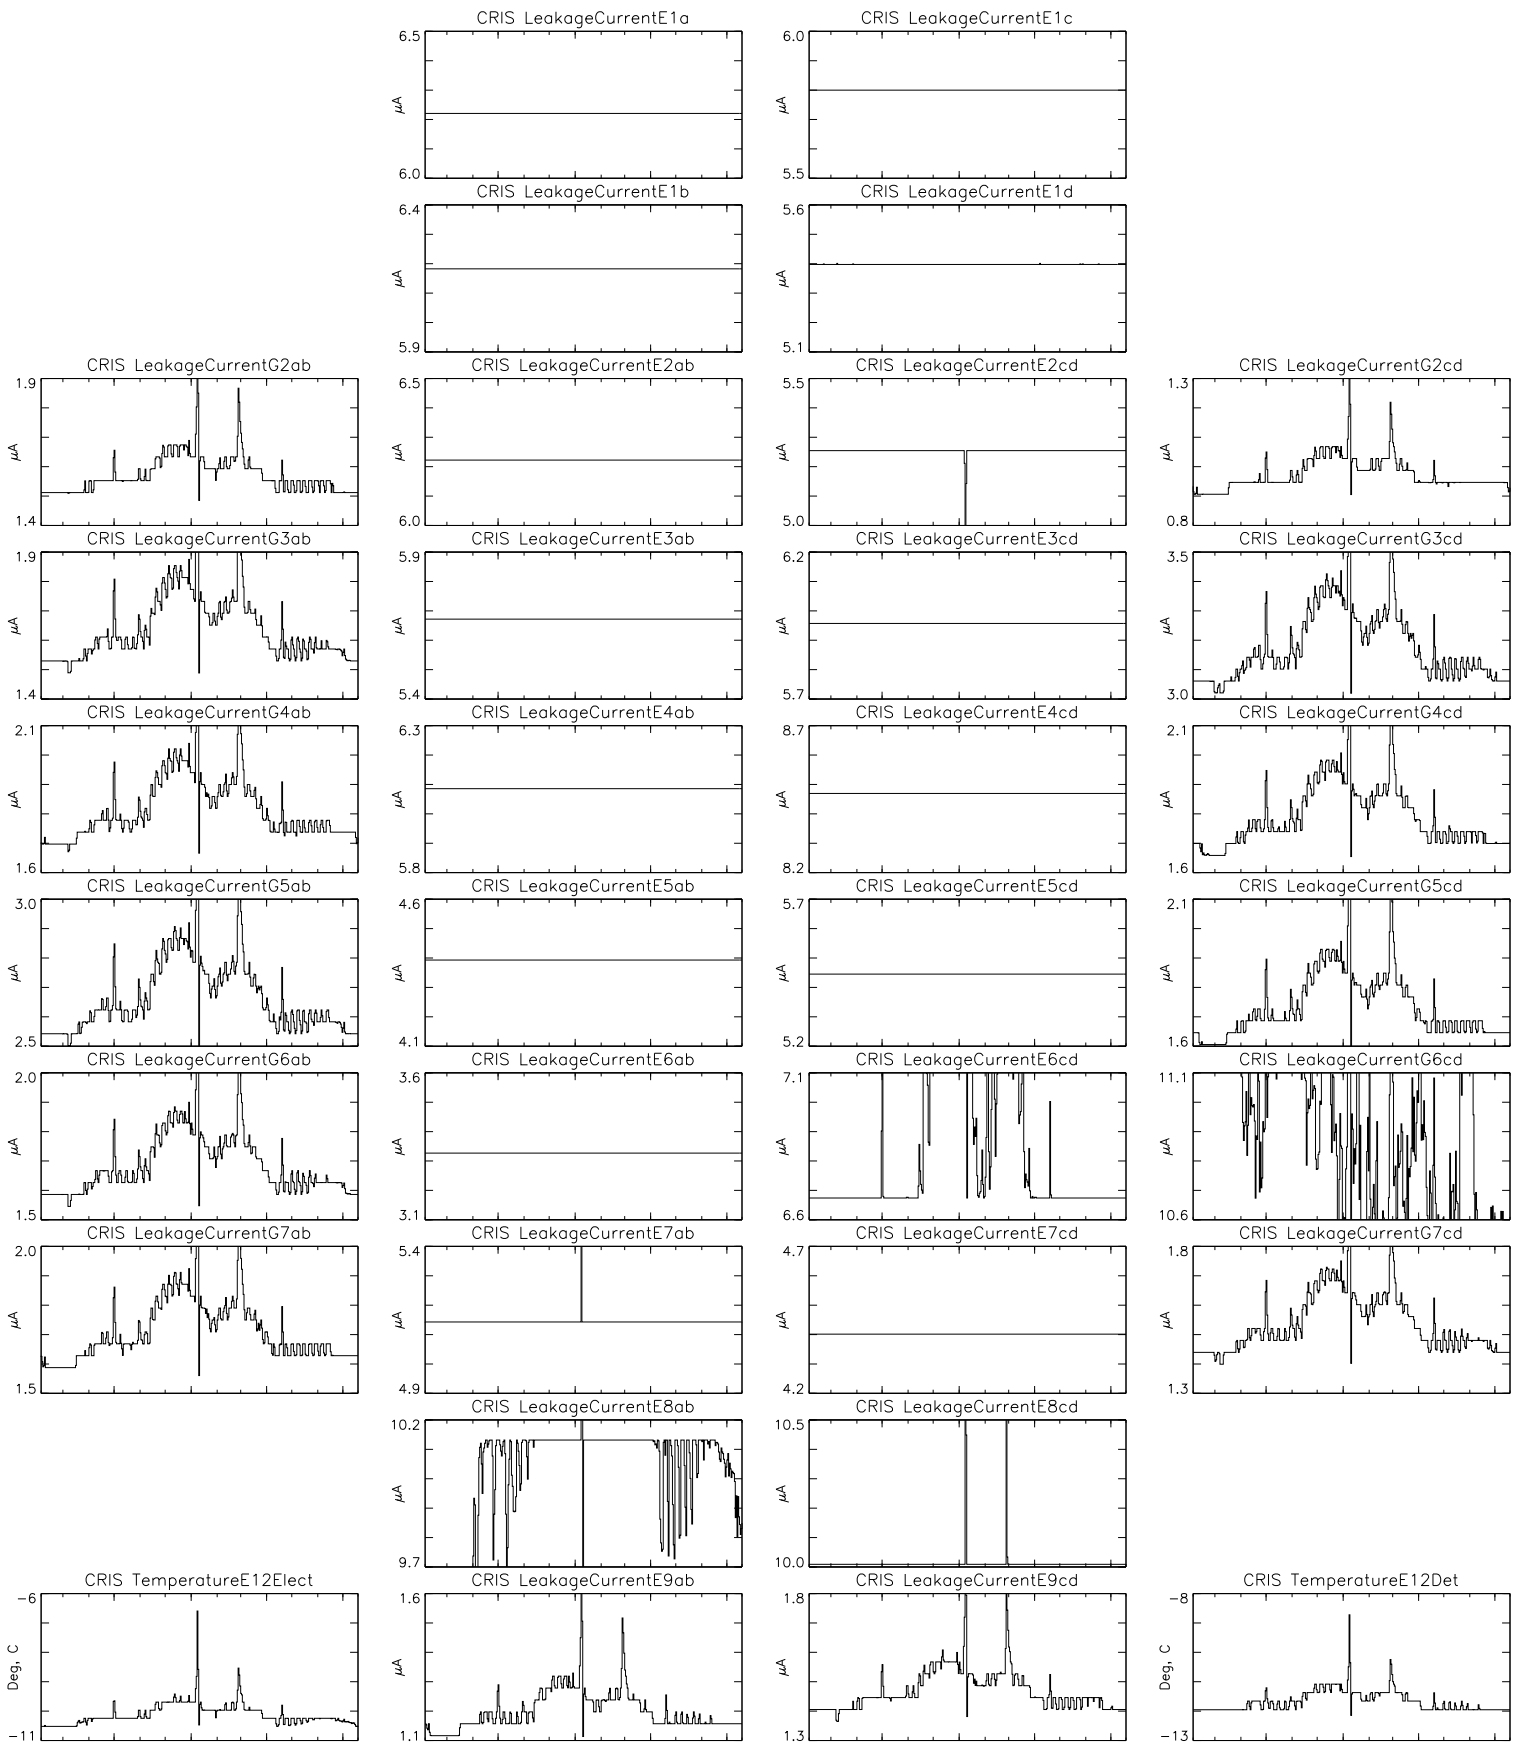 CRIS LeakageCurrentE1a CRIS LeakageCurrentE1c
6.5 6.0
µA µA
6.0 5.5
CRIS LeakageCurrentE1b CRIS LeakageCurrentE1d
6.4 5.6
µA µA
5.9 5.1
CRIS LeakageCurrentG2ab CRIS LeakageCurrentE2ab CRIS LeakageCurrentE2cd CRIS LeakageCurrentG2cd
1.9 6.5 5.5 1.3
µA µA µA µA
1.4 6.0 5.0 0.8
CRIS LeakageCurrentG3ab CRIS LeakageCurrentE3ab CRIS LeakageCurrentE3cd CRIS LeakageCurrentG3cd
1.9 5.9 6.2 3.5
µA µA µA µA
1.4 5.4 5.7 3.0
CRIS LeakageCurrentG4ab CRIS LeakageCurrentE4ab CRIS LeakageCurrentE4cd CRIS LeakageCurrentG4cd
2.1 6.3 8.7 2.1
µA µA µA µA
1.6 5.8 8.2 1.6
CRIS LeakageCurrentG5ab CRIS LeakageCurrentE5ab CRIS LeakageCurrentE5cd CRIS LeakageCurrentG5cd
3.0 4.6 5.7 2.1
µA µA µA µA
2.5 4.1 5.2 1.6
CRIS LeakageCurrentG6ab CRIS LeakageCurrentE6ab CRIS LeakageCurrentE6cd CRIS LeakageCurrentG6cd
2.0 3.6 7.1 11.1
µA µA µA µA
1.5 3.1 6.6 10.6
CRIS LeakageCurrentG7ab CRIS LeakageCurrentE7ab CRIS LeakageCurrentE7cd CRIS LeakageCurrentG7cd
2.0 5.4 4.7 1.8
µA µA µA µA
1.5 4.9 4.2 1.3
CRIS LeakageCurrentE8ab CRIS LeakageCurrentE8cd
10.2 10.5
µA µA
9.7 10.0
CRIS TemperatureE12Elect CRIS LeakageCurrentE9ab CRIS LeakageCurrentE9cd CRIS TemperatureE12Det
-6 1.6 1.8 -8
Deg, C µA µA Deg, C
-11 1.1 1.3 -13